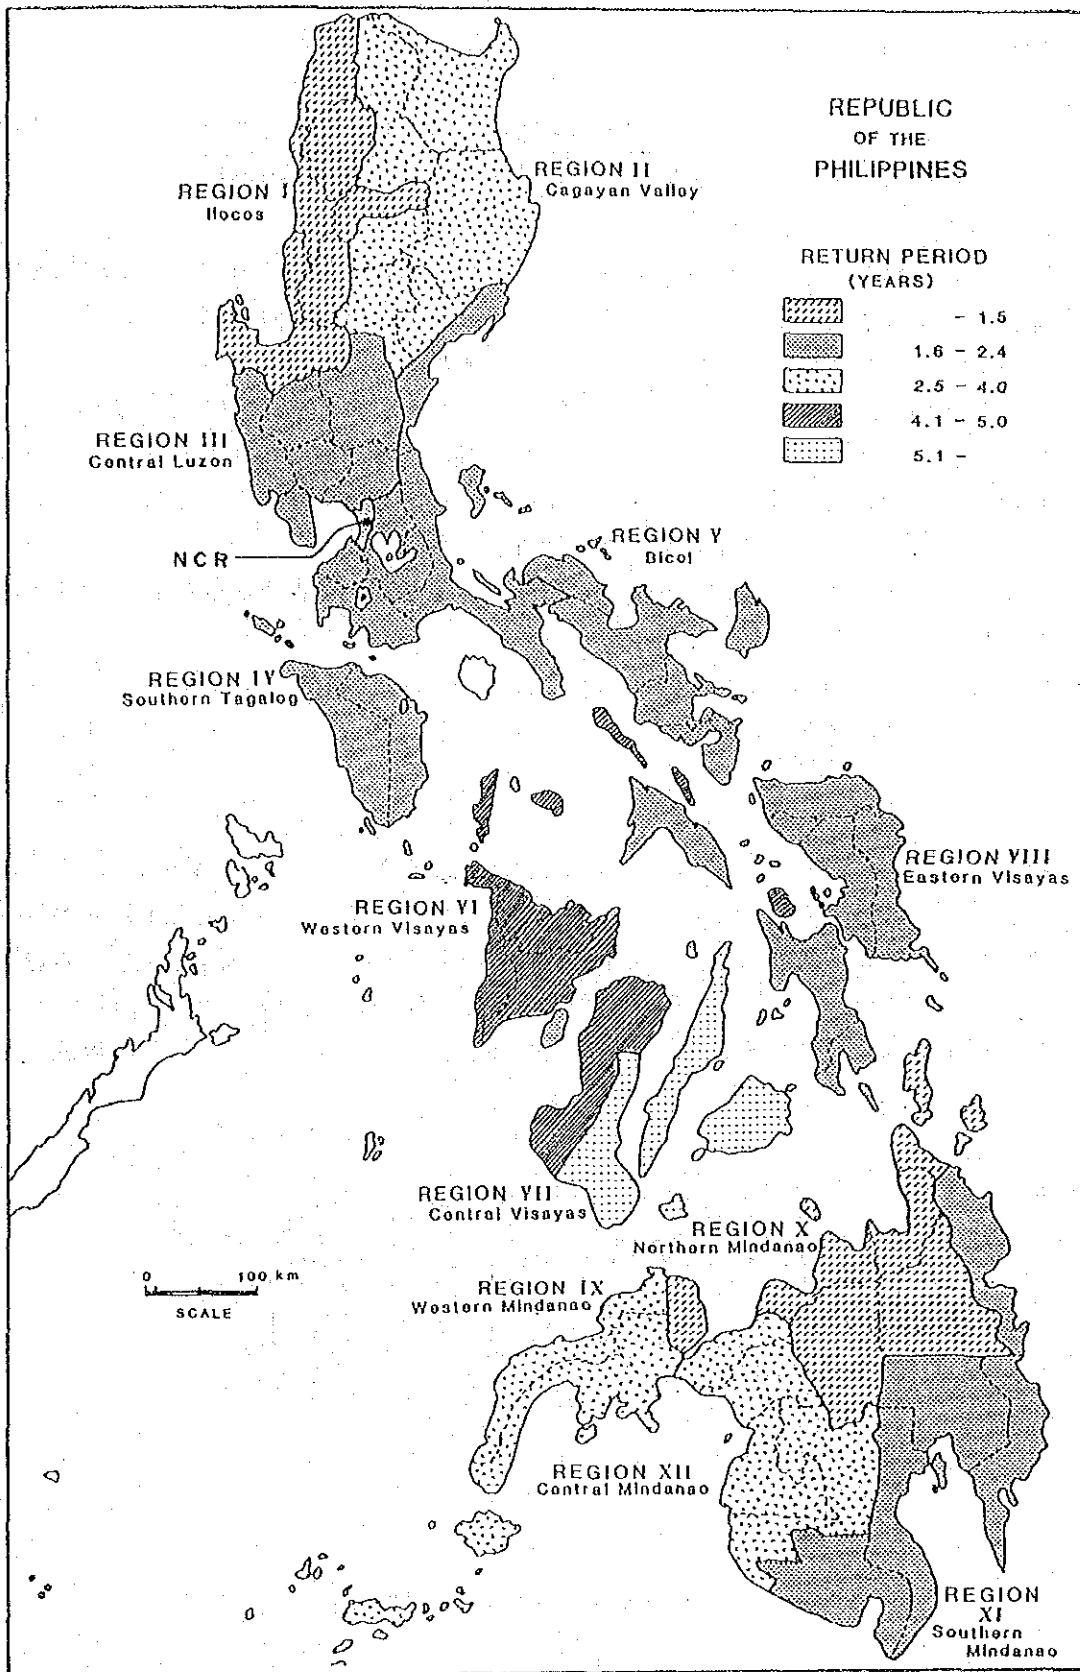 REPUBLIC
OF THE
PHILIPPINES
RETURN PERIOD
(YEARS)
- 1.5
1.6 - 2.4
2.5 - 4.0
4.1 - 5.0
5.1 -
REGION I
Ilocos
REGION II
Cagayan Valley
REGION III
Central Luzon
NCR
REGION V
Bicol
REGION IV
Southern Tagalog
REGION VIII
Eastern Visayas
REGION VI
Western Visayas
REGION VII
Central Visayas
REGION X
Northern Mindanao
0 100 km
SCALE
REGION IX
Western Mindanao
REGION XII
Central Mindanao
REGION
XI
Southern
Mindanao